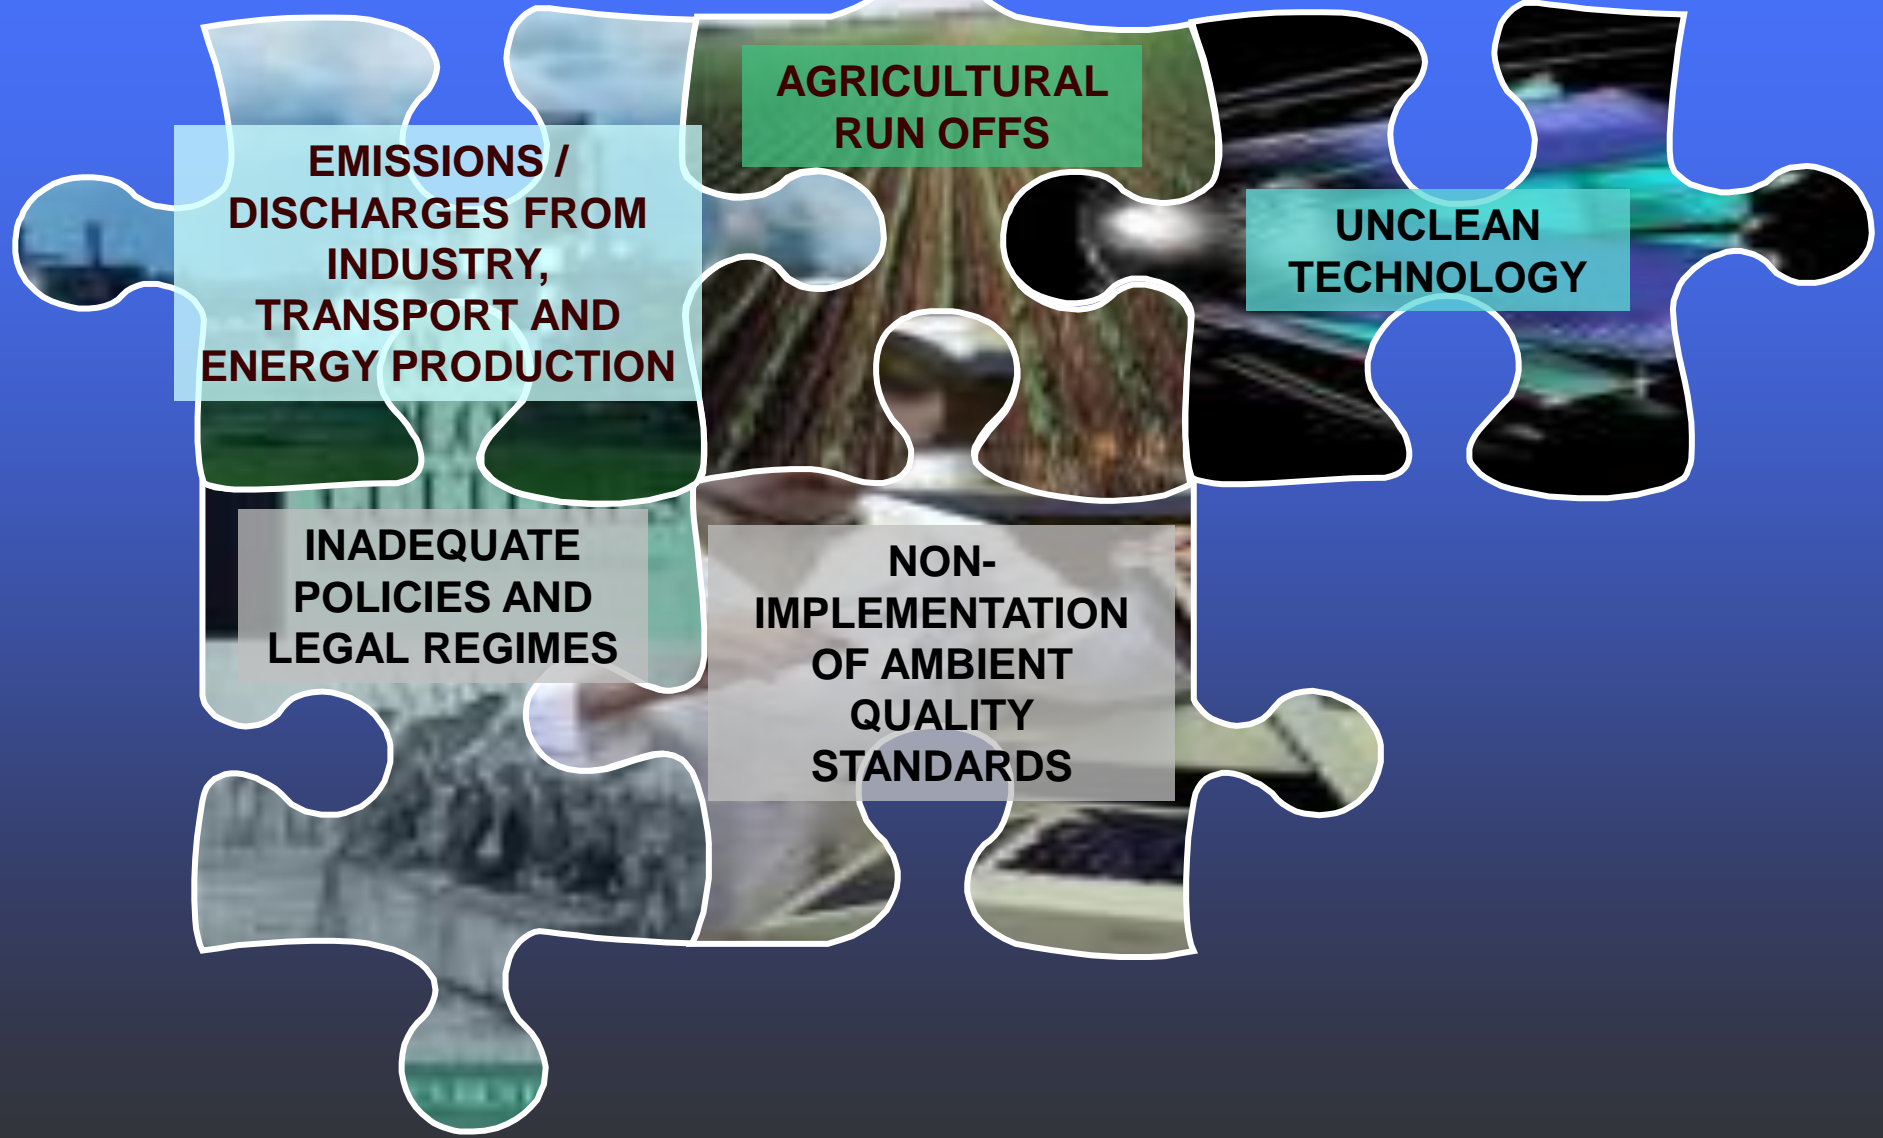 EMISSIONS /
DISCHARGES FROM
INDUSTRY,
TRANSPORT AND
ENERGY PRODUCTION
AGRICULTURAL
RUN OFFS
UNCLEAN
TECHNOLOGY
INADEQUATE
POLICIES AND
LEGAL REGIMES
NON-
IMPLEMENTATION
OF AMBIENT
QUALITY
STANDARDS